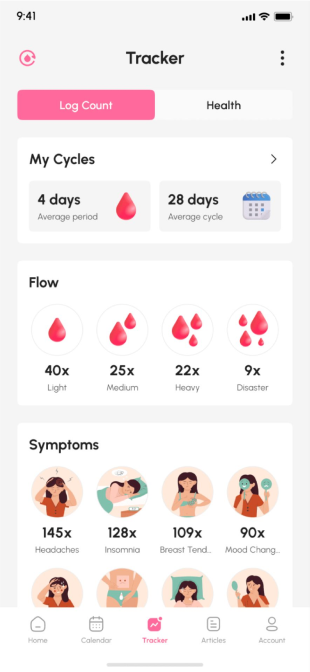 9:41
Tracker
Log Count Health
My Cycles
4 days 28 days
Average period Average cycle
Flow
40x 25x 22x 9x
Light Medium Heavy Disaster
Symptoms
145x 128x 109x 90x
Headaches Insomnia Breast Tend... Mood Chang...
Home Calendar Tracker Articles Account